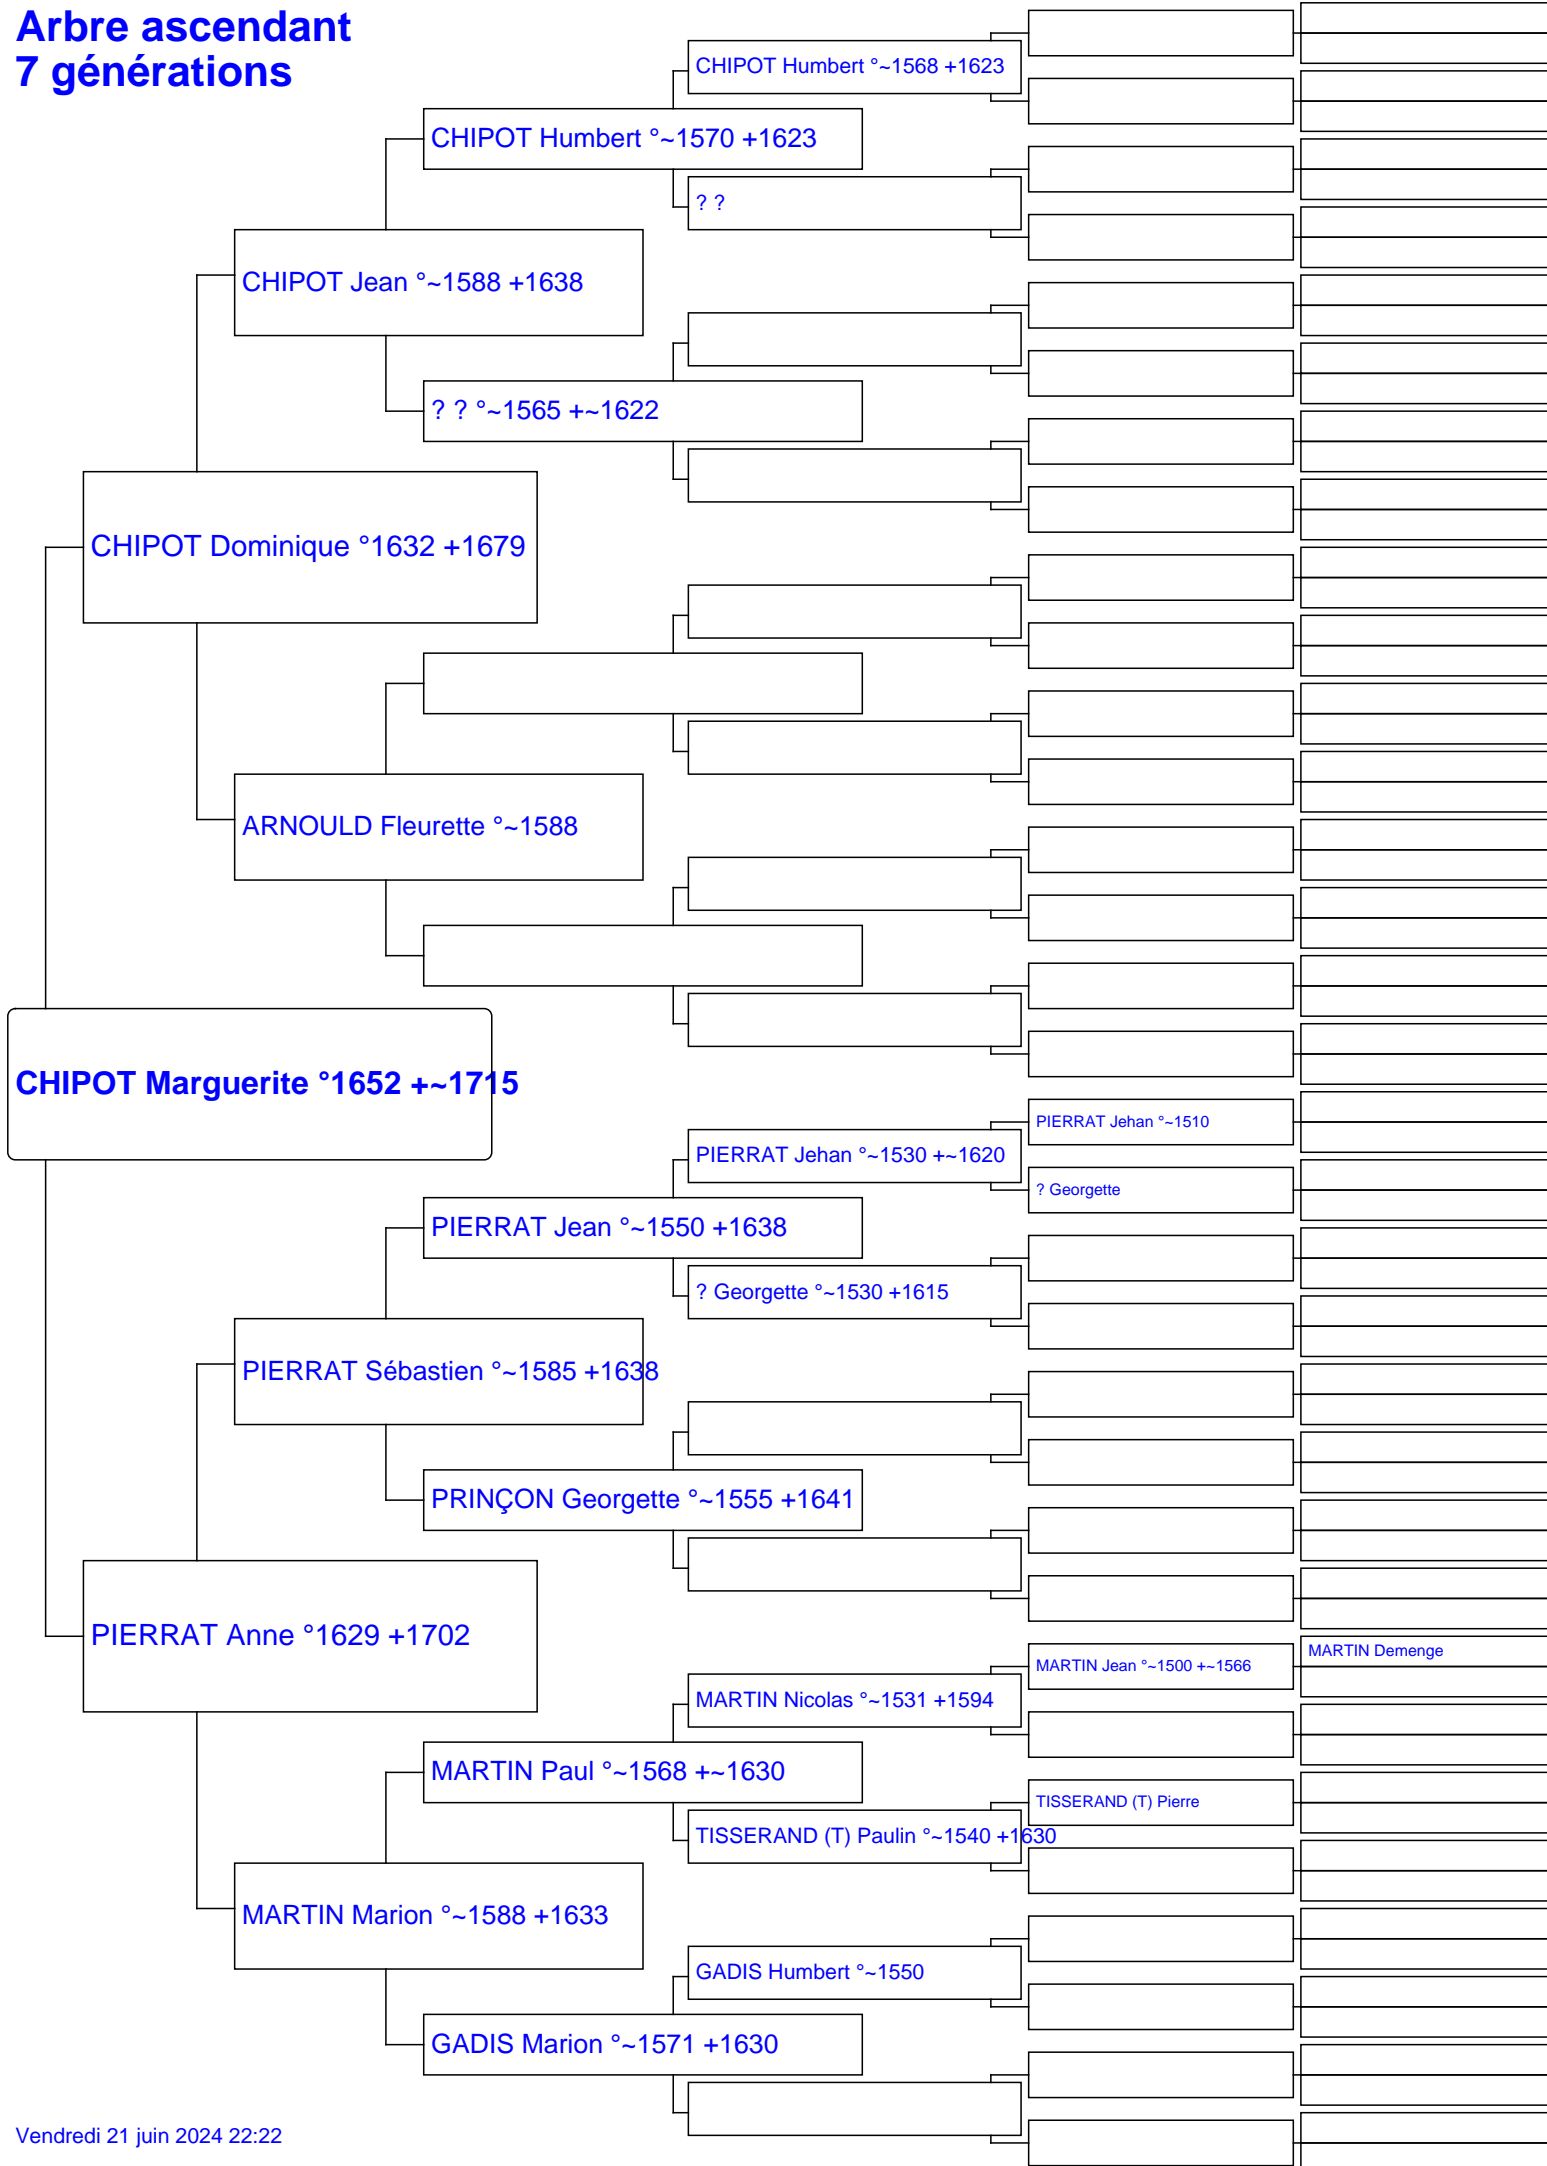 Arbre ascendant
7 générations
CHIPOT Humbert °~1568 +1623
CHIPOT Humbert °~1570 +1623
? ?
CHIPOT Jean °~1588 +1638
? ? °~1565 +~1622
CHIPOT Dominique °1632 +1679
ARNOULD Fleurette °~1588
CHIPOT Marguerite °1652 +~1715
PIERRAT Jehan °~1510
PIERRAT Jehan °~1530 +~1620
? Georgette
PIERRAT Jean °~1550 +1638
? Georgette °~1530 +1615
PIERRAT Sébastien °~1585 +1638
PRINÇON Georgette °~1555 +1641
PIERRAT Anne °1629 +1702
MARTIN Demenge
MARTIN Jean °~1500 +~1566
MARTIN Nicolas °~1531 +1594
MARTIN Paul °~1568 +~1630
TISSERAND (T) Pierre
TISSERAND (T) Paulin °~1540 +1630
MARTIN Marion °~1588 +1633
GADIS Humbert °~1550
GADIS Marion °~1571 +1630
Vendredi 21 juin 2024 22:22